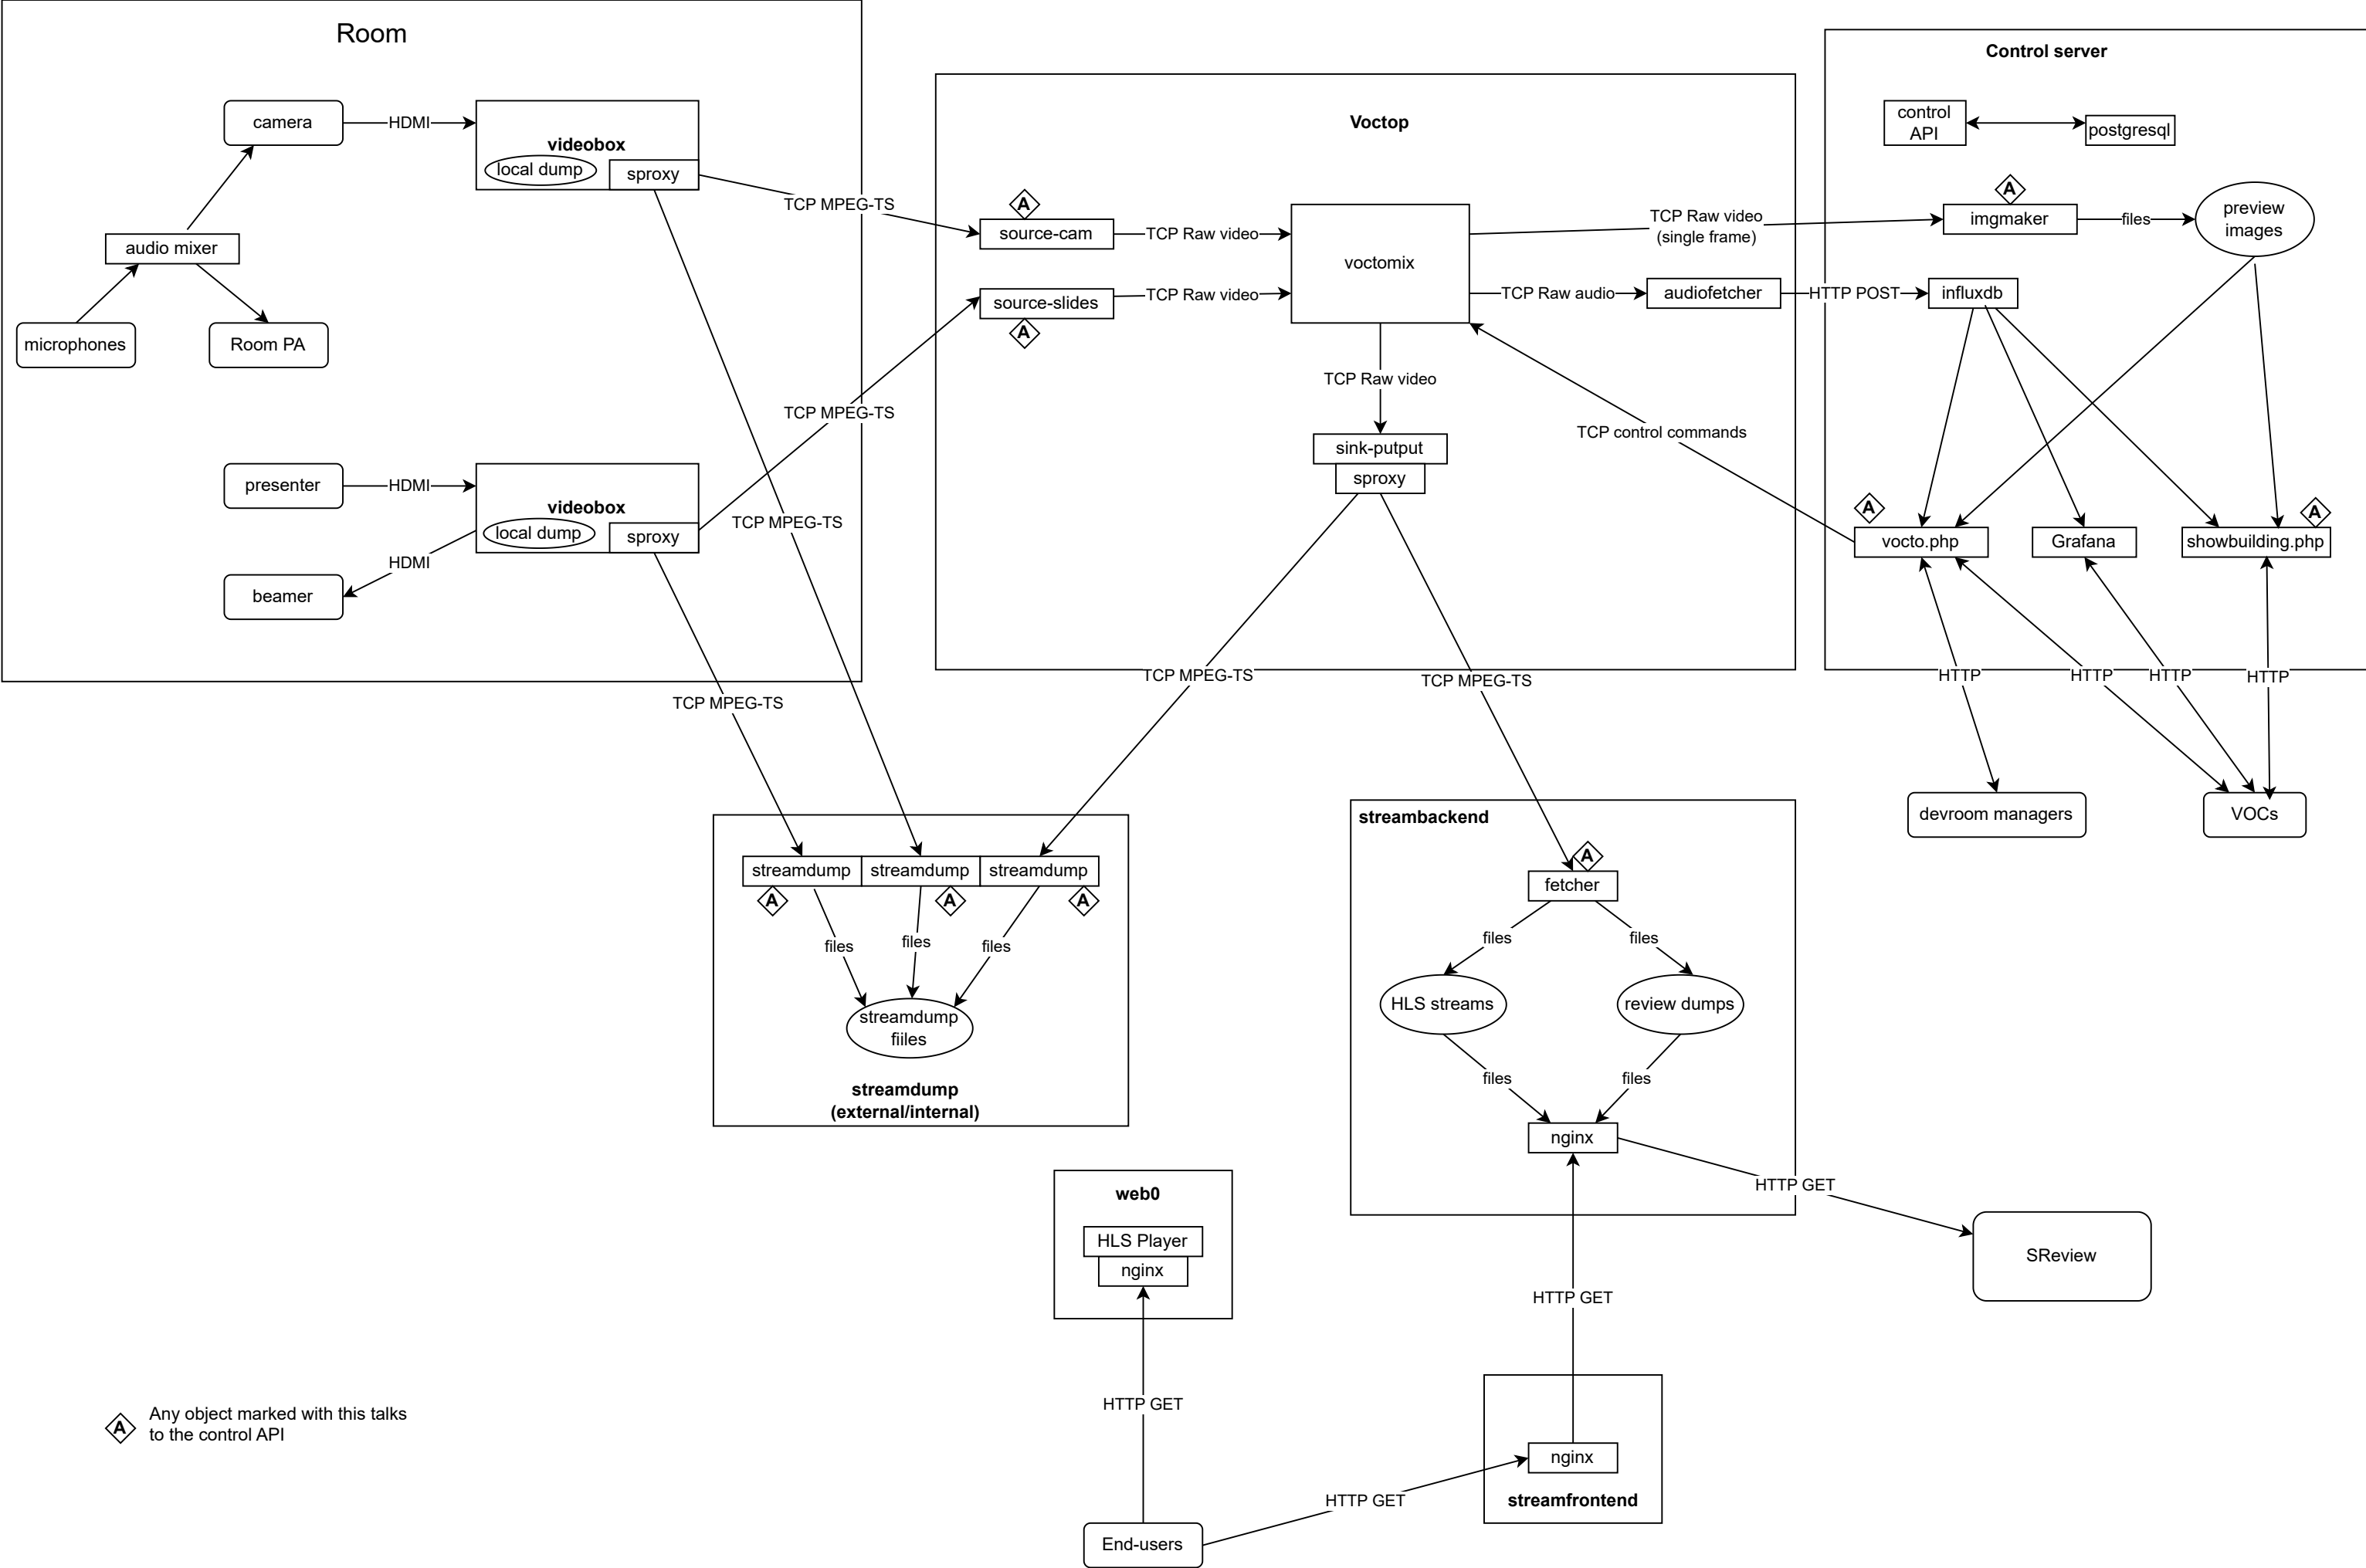 Room
camera
HDMI
videobox
local dump
sproxy
audio mixer
microphones
Room PA
TCP MPEG-TS
TCP MPEG-TS
TCP MPEG-TS
presenter
HDMI
videobox
local dump
sproxy
HDMI
beamer
TCP MPEG-TS
Voctop
A
source-cam
TCP Raw video
source-slides
A
TCP Raw video
voctomix
TCP Raw video
(single frame)
TCP Raw audio
audiofetcher
HTTP POST
TCP Raw video
TCP control commands
sink-putput
sproxy
TCP MPEG-TS
TCP MPEG-TS
Control server
control
API
postgresql
A
imgmaker
files
preview
images
influxdb
A
vocto.php
Grafana
A
showbuilding.php
HTTP
HTTP
HTTP
HTTP
devroom managers
VOCs
streamdump
streamdump
streamdump
A
A
A
files
files
files
streamdump
fiiles
streamdump
(external/internal)
streambackend
A
fetcher
files
files
HLS streams
review dumps
files
files
nginx
HTTP GET
SReview
web0
HLS Player
nginx
HTTP GET
HTTP GET
nginx
streamfrontend
HTTP GET
End-users
A
Any object marked with this talks
to the control API